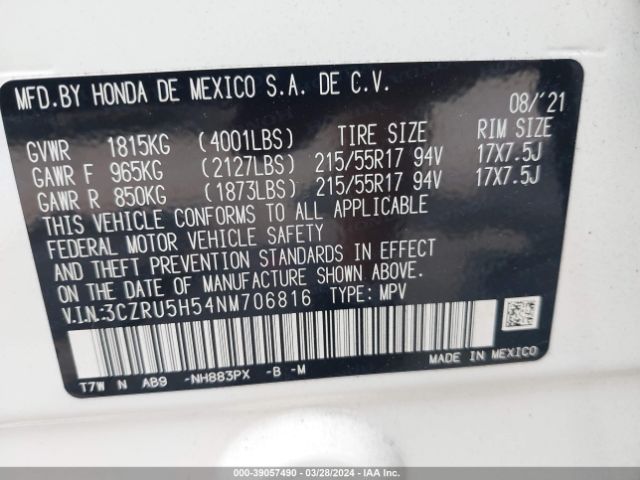 MFD. BY HONDA DE MEXICO S.A. DE C.V.
08/'21
GVWR 1815KG (4001LBS) TIRE SIZE RIM SIZE
GAWR F 965KG (2127LBS) 215/55R17 94V 17X7.5J
GAWR R 850KG (1873LBS) 215/55R17 94V 17X7.5J
THIS VEHICLE CONFORMS TO ALL APPLICABLE
FEDERAL MOTOR VEHICLE SAFETY
AND THEFT PREVENTION STANDARDS IN EFFECT
ON THE DATE OF MANUFACTURE SHOWN ABOVE.
V.I.N:3CZRU5H54NM706816 TYPE: MPV
MADE IN MEXICO
T7W N AB9 -NH883PX -B -M
000-39057490 | 03/28/2024 | IAAI.com